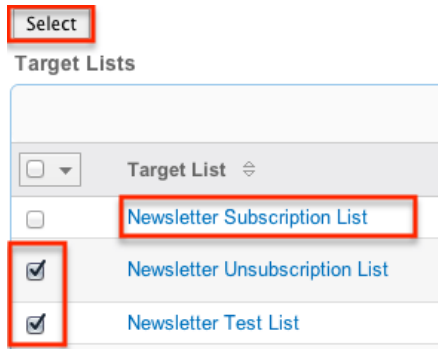 Select
Target Lists
Target List
Newsletter Subscription List
Newsletter Unsubscription List
Newsletter Test List